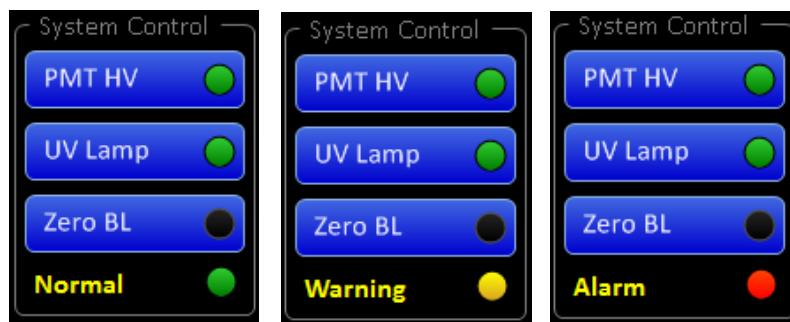 System Control
PMT HV
UV Lamp
Zero BL
Normal
System Control
PMT HV
UV Lamp
Zero BL
Warning
System Control
PMT HV
UV Lamp
Zero BL
Alarm